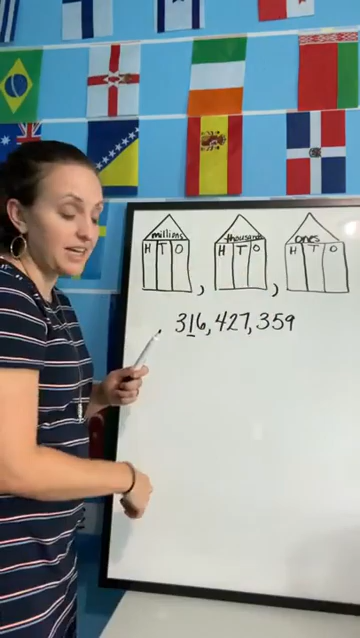 millions thousands ones
H T O H T O H T O
, ,
316,427,359